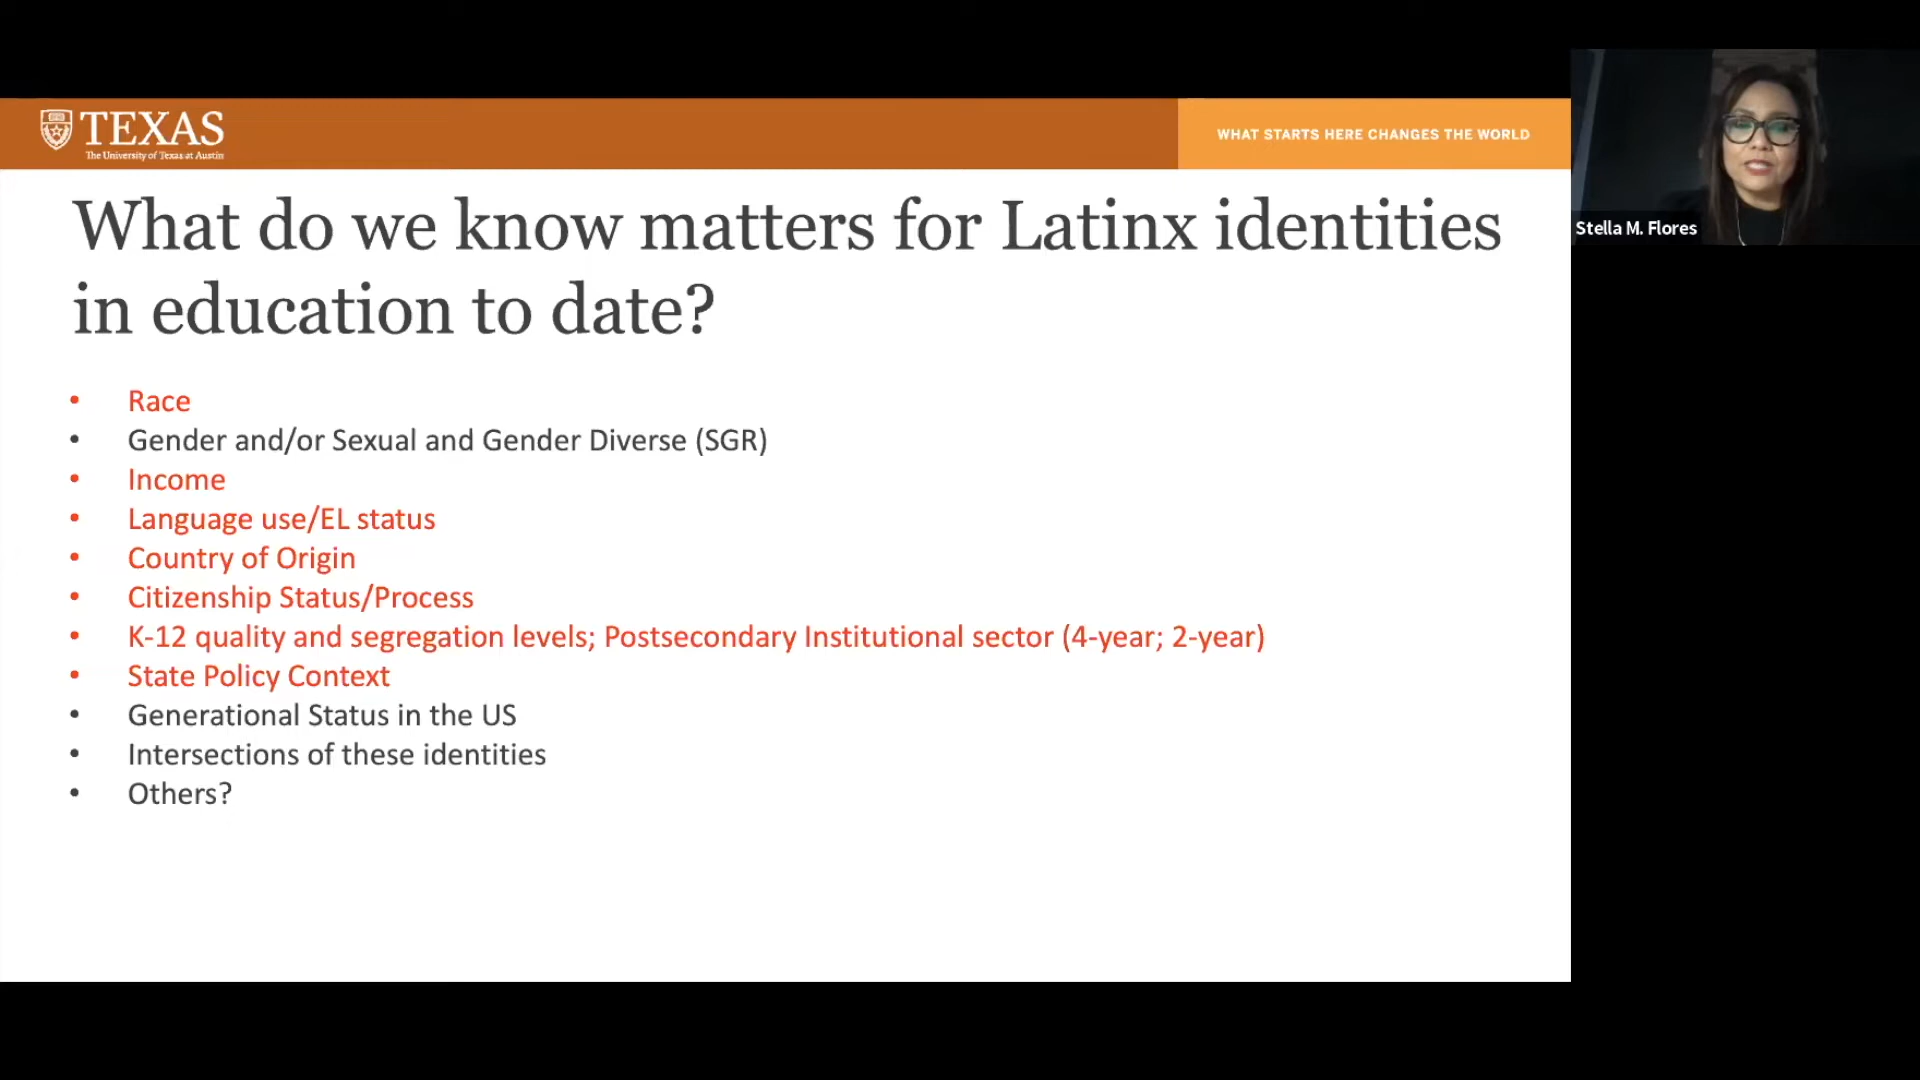 TEXAS
The University of Texas at Austin
WHAT STARTS HERE CHANGES THE WORLD
Stella M. Flores
What do we know matters for Latinx identities
in education to date?
• Race
• Gender and/or Sexual and Gender Diverse (SGR)
• Income
• Language use/EL status
• Country of Origin
• Citizenship Status/Process
• K-12 quality and segregation levels; Postsecondary Institutional sector (4-year; 2-year)
• State Policy Context
• Generational Status in the US
• Intersections of these identities
• Others?